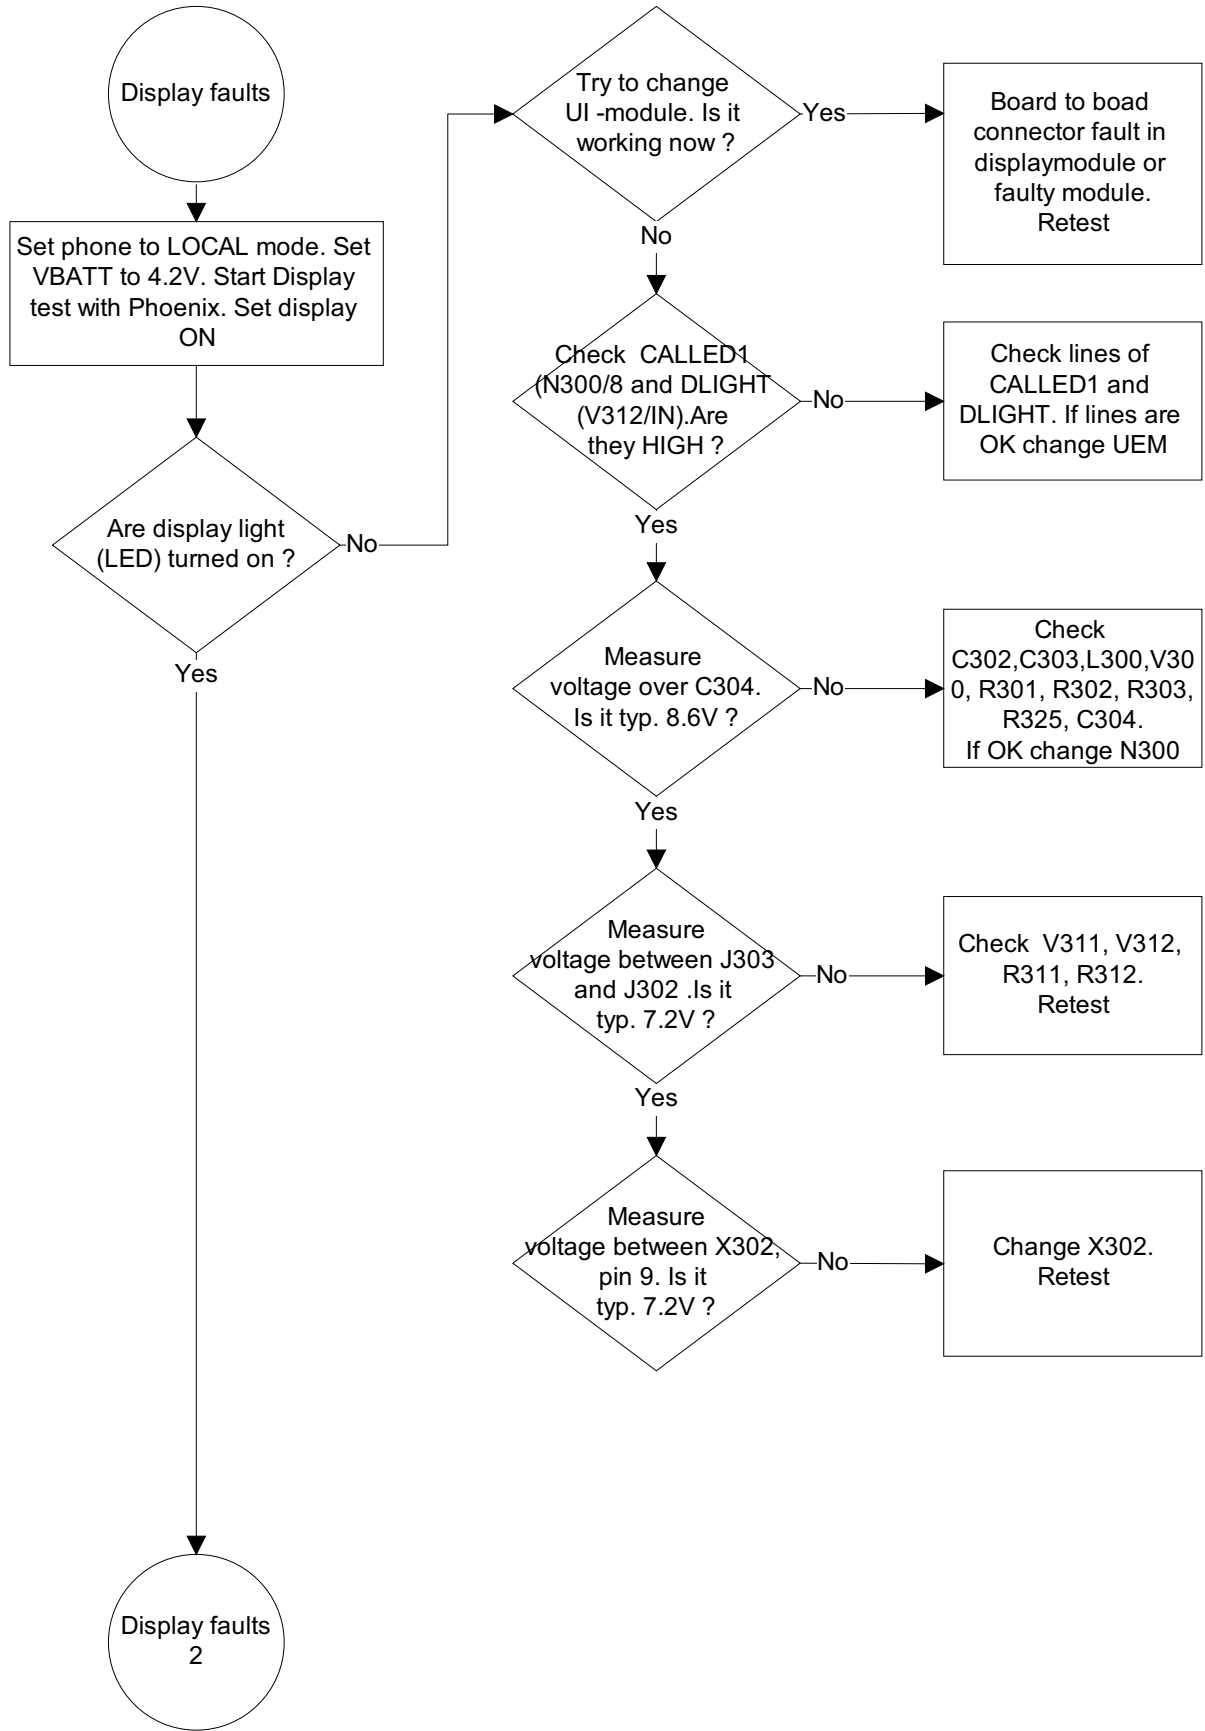 Display faults
Set phone to LOCAL mode. Set
VBATT to 4.2V. Start Display
test with Phoenix. Set display
ON
Are display light
(LED) turned on ?
No
Yes
Display faults
2
Try to change
UI -module. Is it
working now ?
Yes
Board to boad
connector fault in
displaymodule or
faulty module.
Retest
No
Check CALLED1
(N300/8 and DLIGHT
(V312/IN).Are
they HIGH ?
No
Check lines of
CALLED1 and
DLIGHT. If lines are
OK change UEM
Yes
Measure
voltage over C304.
Is it typ. 8.6V ?
No
Check
C302,C303,L300,V30
0, R301, R302, R303,
R325, C304.
If OK change N300
Yes
Measure
voltage between J303
and J302 .Is it
typ. 7.2V ?
No
Check V311, V312,
R311, R312.
Retest
Yes
Measure
voltage between X302,
pin 9. Is it
typ. 7.2V ?
No
Change X302.
Retest